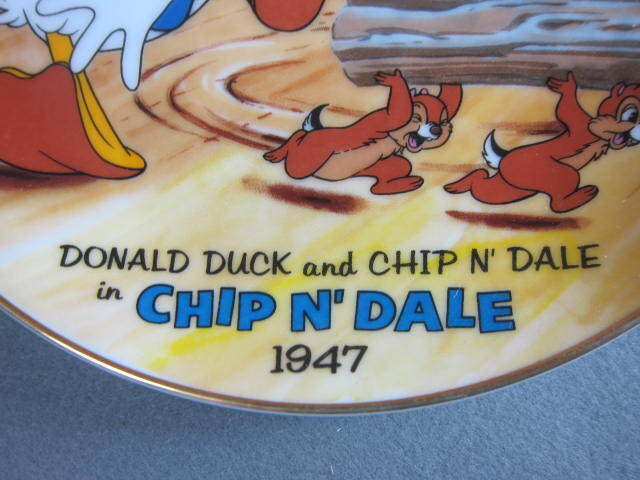 DONALD DUCK and CHIP N' DALE
in CHIP N' DALE
1947